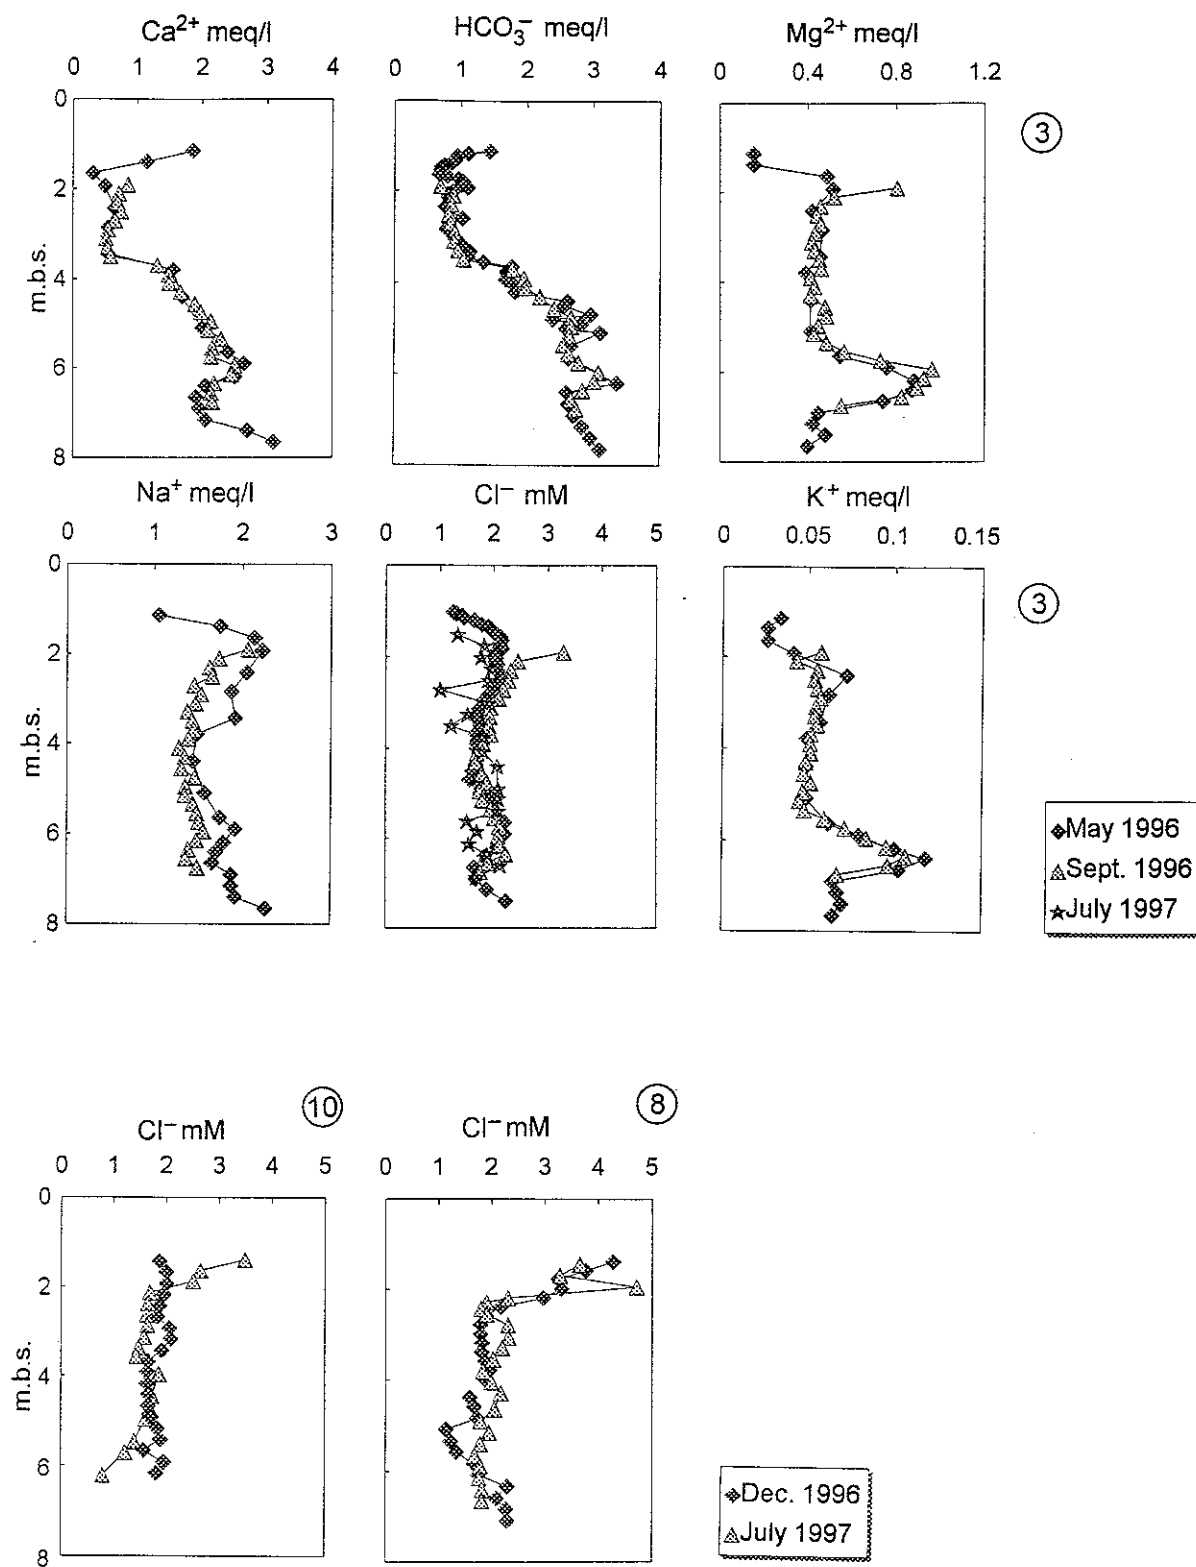 Ca²⁺ meq/l HCO₃⁻ meq/l Mg²⁺ meq/l
0 1 2 3 4 0 1 2 3 4 0 0.4 0.8 1.2
3
0
2
4
6
8
m.b.s.
Na⁺ meq/l Cl⁻ mM K⁺ meq/l
0 1 2 3 0 1 2 3 4 5 0 0.05 0.1 0.15
3
0
2
4
6
8
m.b.s.
May 1996
Sept. 1996
July 1997
10 8
Cl⁻ mM Cl⁻ mM
0 1 2 3 4 5 0 1 2 3 4 5
0
2
4
6
8
m.b.s.
Dec. 1996
July 1997